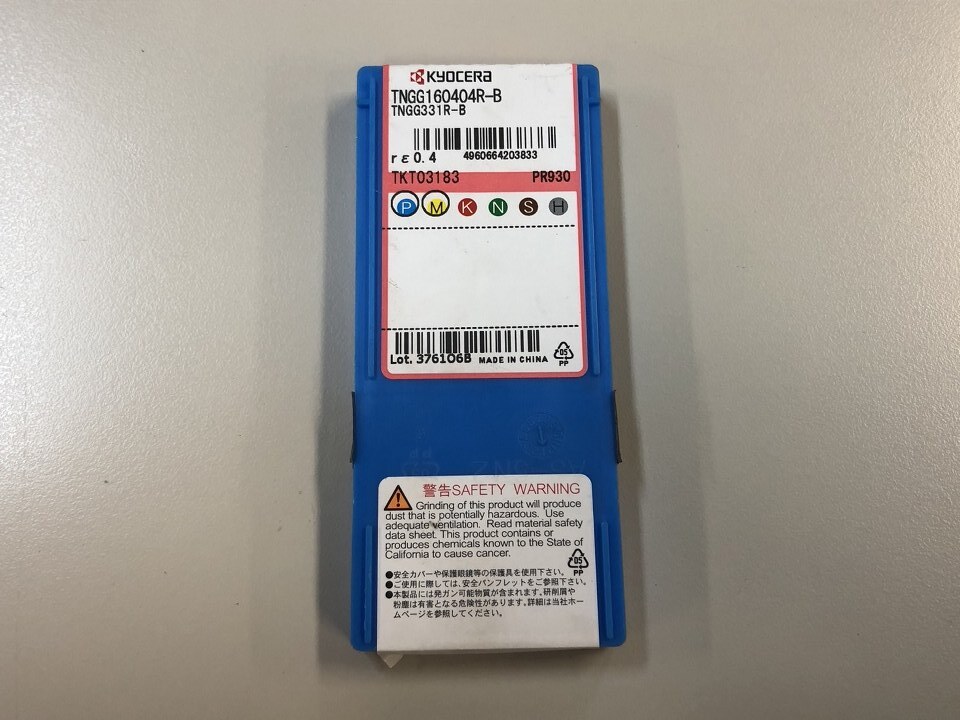 KYOCERA
TNGG160404R-B
TNGG331R-B
rε0.4 4960664203833
TKT03183 PR930
P M K N S H
Lot. 376106B MADE IN CHINA
05
PP
警告SAFETY WARNING
Grinding of this product will produce
dust that is potentially hazardous. Use
adequate ventilation. Read material safety
data sheet. This product contains or
produces chemicals known to the State of
California to cause cancer.
05
PP
●安全カバーや保護眼鏡等の保護具を使用下さい。
●ご使用に際しては、安全パンフレットをご参照下さい。
●本製品には発ガン可能物質が含まれます。研削屑や
粉塵は有害となる危険性があります。詳細は当社ホー
ムページを参照してください。